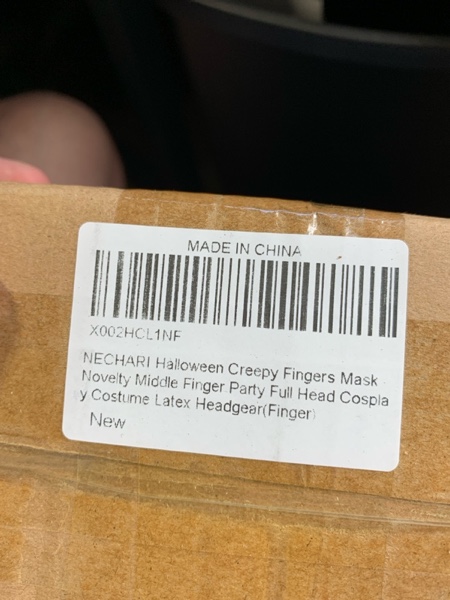 MADE IN CHINA
X002HCL1NF
NECHARI Halloween Creepy Fingers Mask
Novelty Middle Finger Party Full Head Cospla
y Costume Latex Headgear(Finger)
New